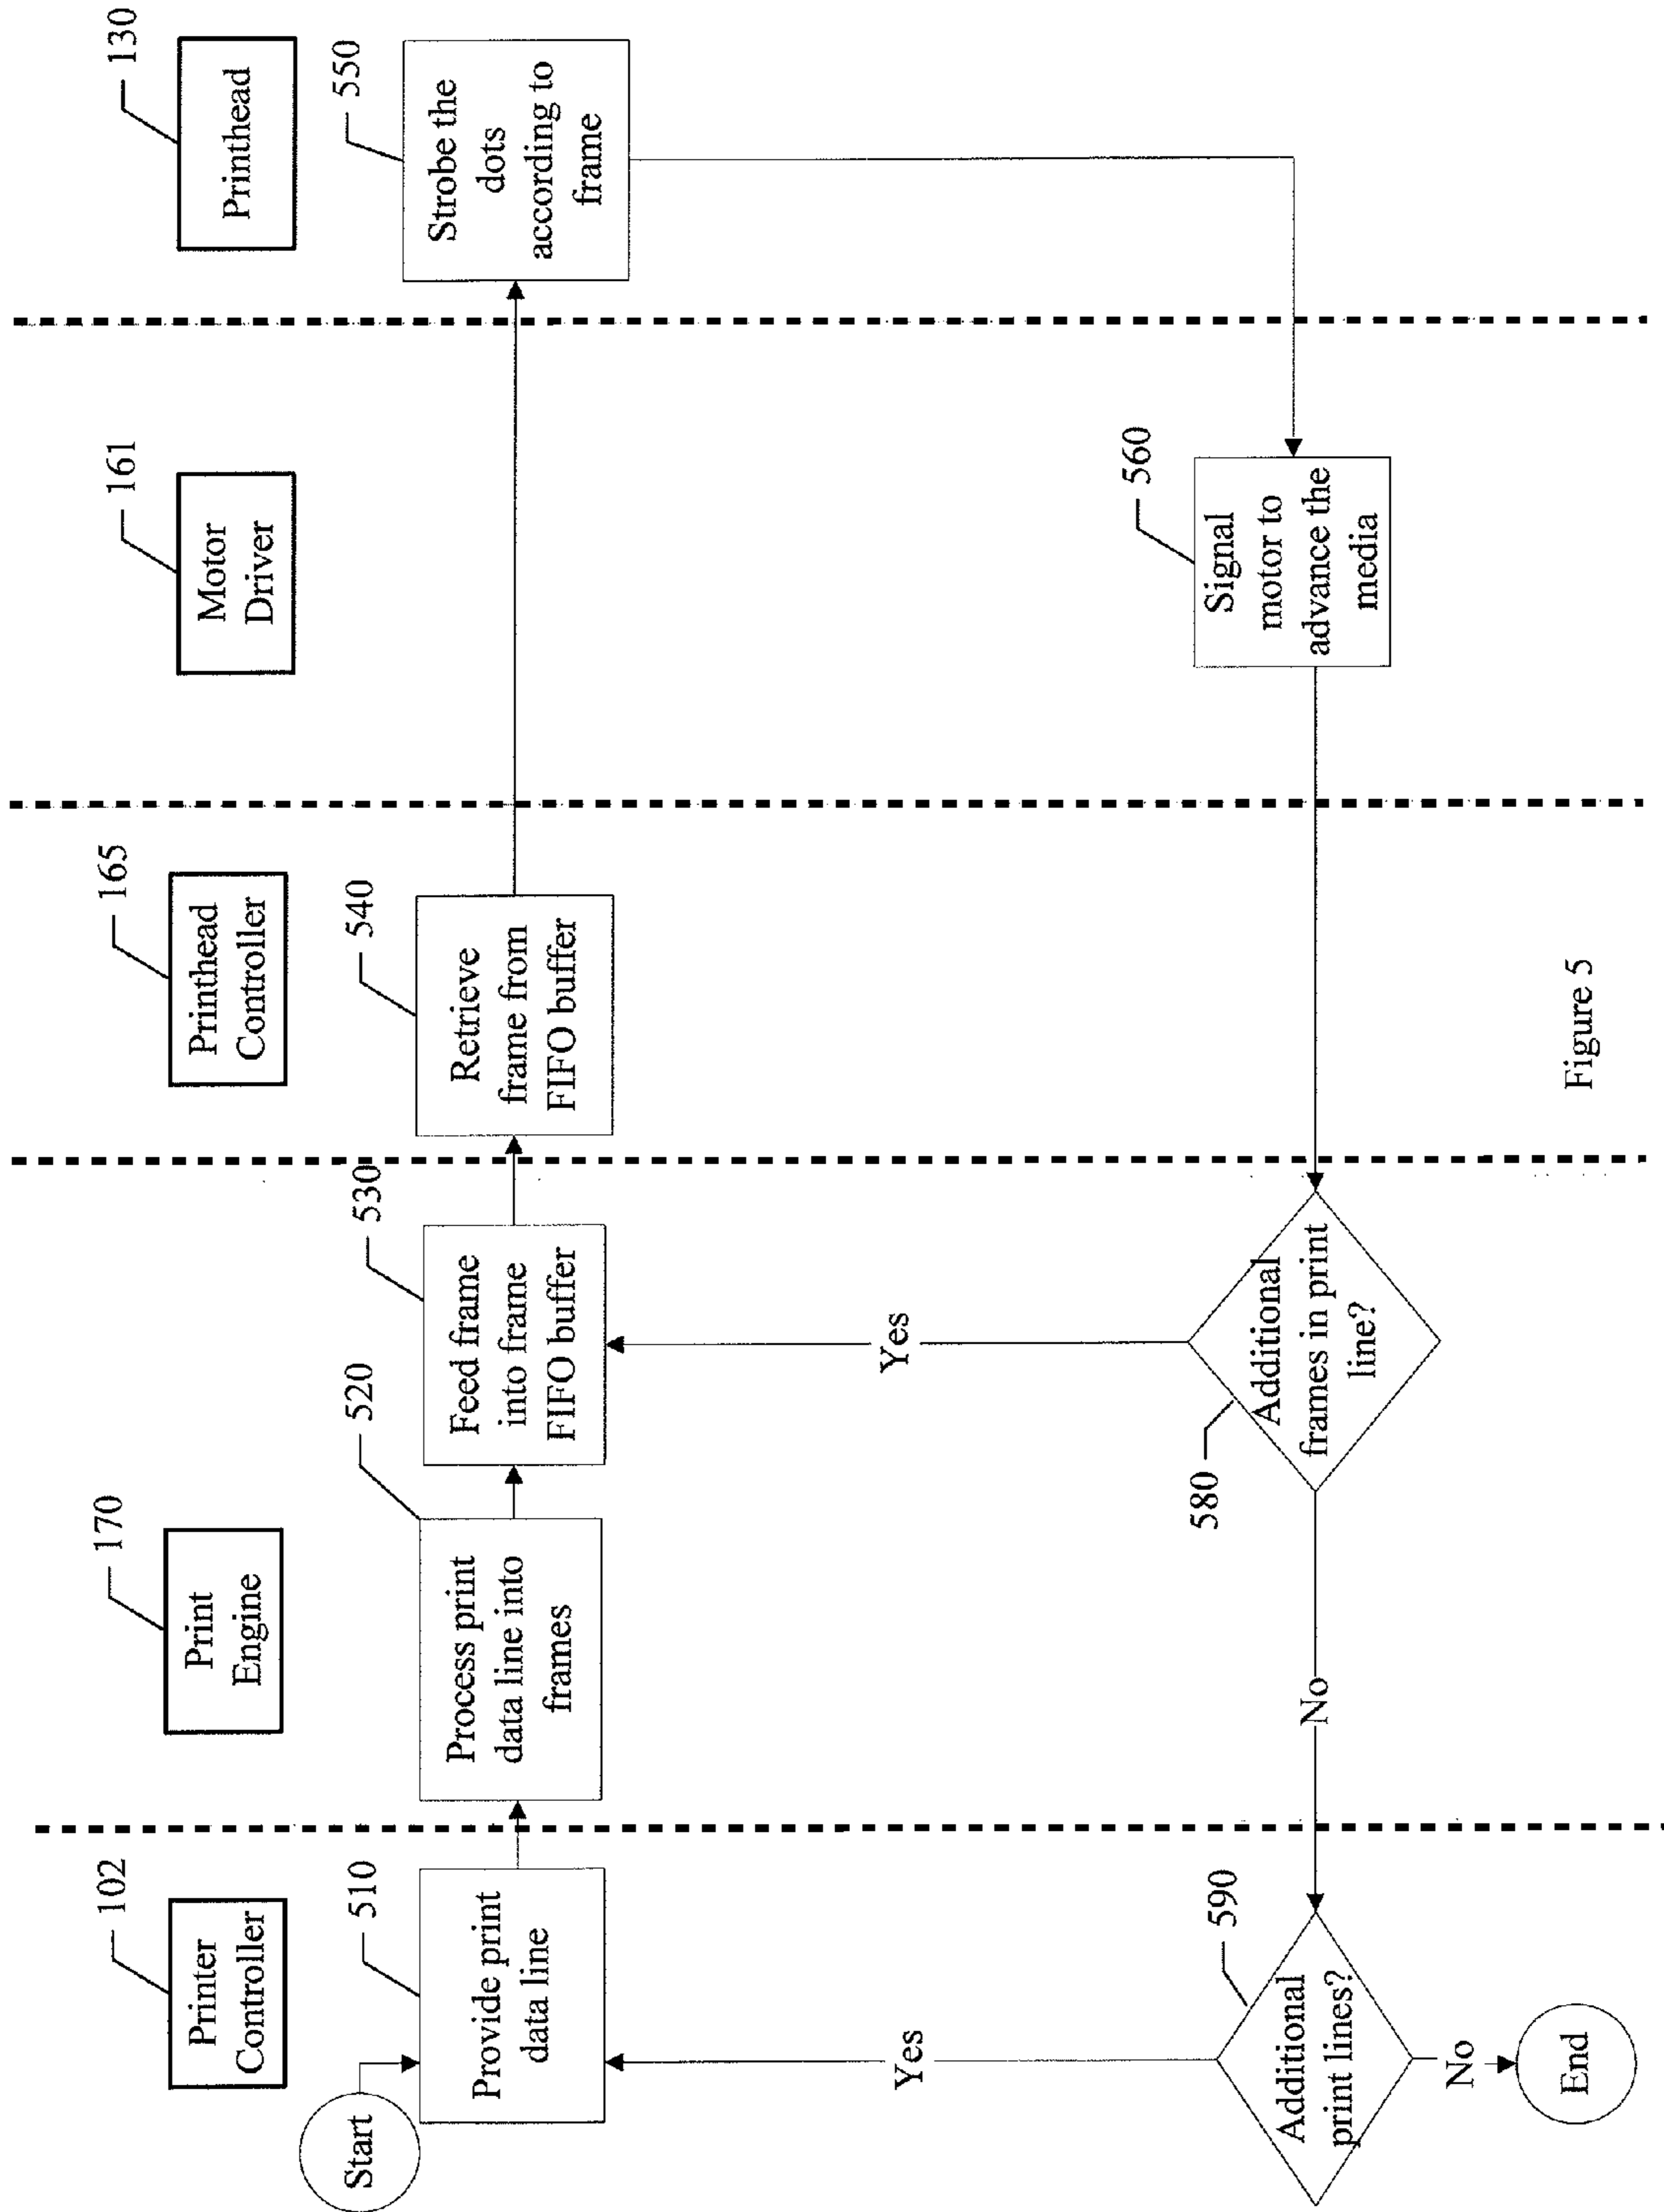 102
Printer
Controller
170
Print
Engine
165
Printhead
Controller
161
Motor
Driver
130
Printhead
Start
510
Provide print
data line
520
Process print
data line into
frames
530
Feed frame
into frame
FIFO buffer
540
Retrieve
frame from
FIFO buffer
550
Strobe the
dots
according to
frame
Yes
Yes
590
Additional
print lines?
No
580
Additional
frames in print
line?
560
Signal
motor to
advance the
media
No
End
Figure 5